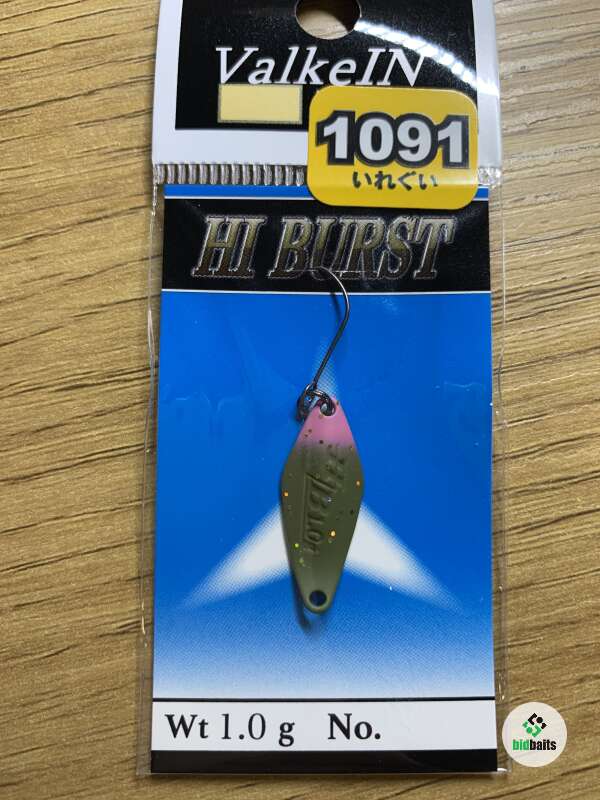 ValkeIN
1091
いれぐい
HI BURST
Wt 1.0 g No.
bidbaits